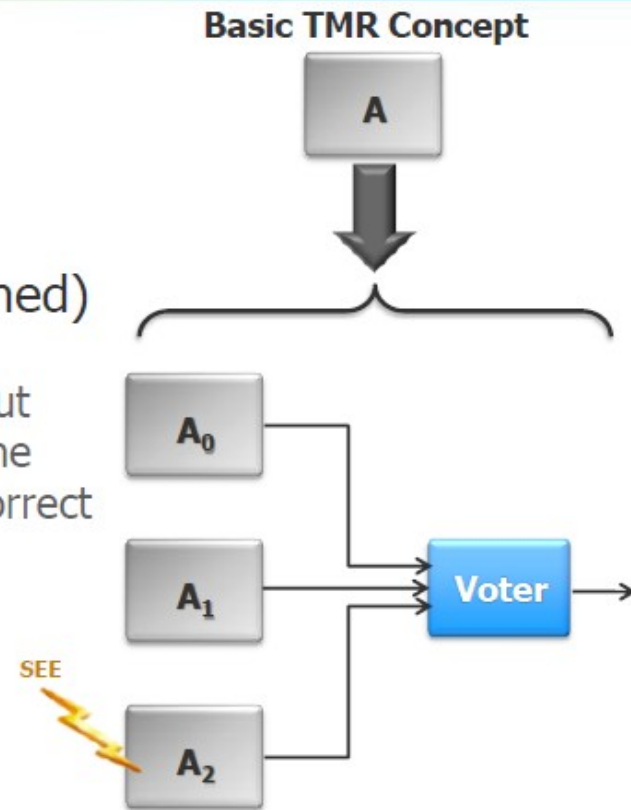 Basic TMR Concept
A
ned)
ut
ne
orrect
A₀
A₁
Voter
SEE
A₂